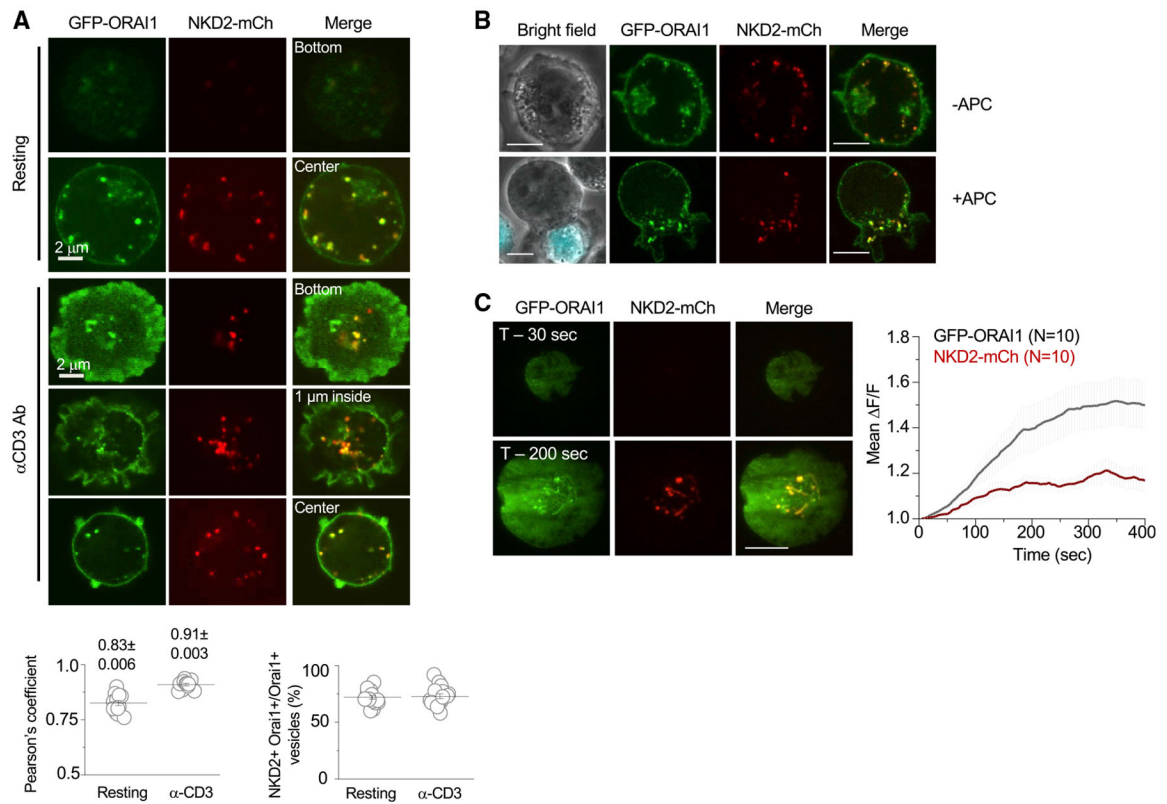 A
GFP-ORAI1 NKD2-mCh Merge
Resting
Bottom
Center
2 μm
αCD3 Ab
Bottom
2 μm
1 μm inside
Center
Pearson's coefficient
0.83±
0.006
0.91±
0.003
1.0
0.75
0.5
Resting α-CD3
NKD2+ Orai1+/Orai1+
vesicles (%)
100
50
0
Resting α-CD3
B
Bright field GFP-ORAI1 NKD2-mCh Merge
-APC
+APC
C
GFP-ORAI1 NKD2-mCh Merge
T – 30 sec
T – 200 sec
GFP-ORAI1 (N=10)
NKD2-mCh (N=10)
Mean ΔF/F
1.8
1.6
1.4
1.2
1.0
0 100 200 300 400
Time (sec)